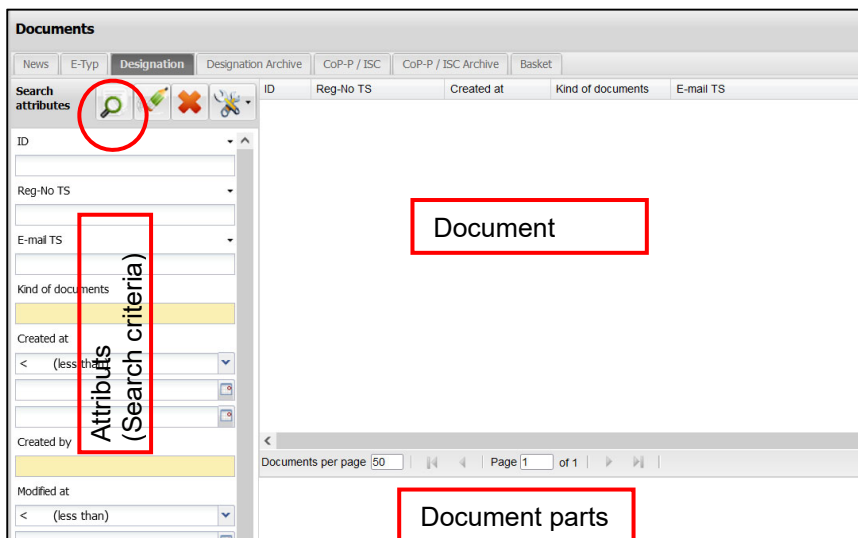 Documents
News E-Typ Designation Designation Archive CoP-P / ISC CoP-P / ISC Archive Basket
Search
attributes
ID Reg-No TS Created at Kind of documents E-mail TS
ID
Reg-No TS
E-mail TS
Kind of documents
Created at
< (less than)
Created by
Modified at
< (less than)
Attributs
(Search criteria)
Document
Documents per page 50 Page 1 of 1
Document parts